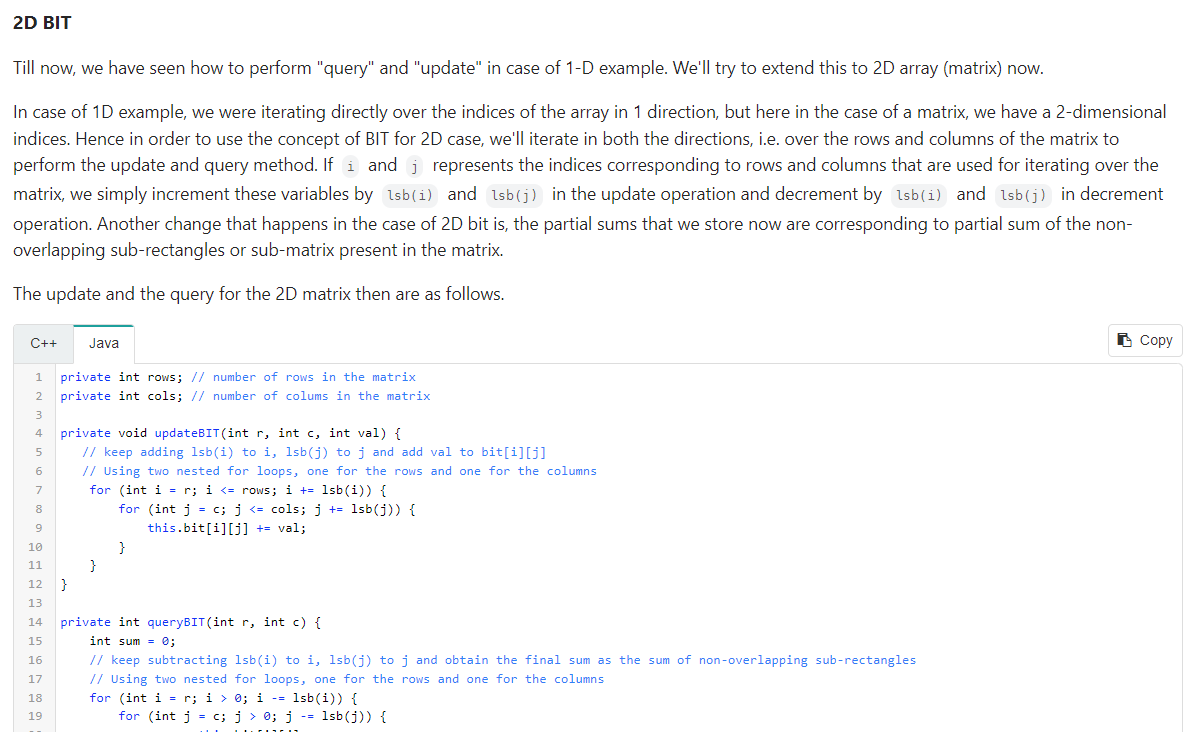 2D BIT
Till now, we have seen how to perform "query" and "update" in case of 1-D example. We'll try to extend this to 2D array (matrix) now.
In case of 1D example, we were iterating directly over the indices of the array in 1 direction, but here in the case of a matrix, we have a 2-dimensional
indices. Hence in order to use the concept of BIT for 2D case, we'll iterate in both the directions, i.e. over the rows and columns of the matrix to
perform the update and query method. If i and j represents the indices corresponding to rows and columns that are used for iterating over the
matrix, we simply increment these variables by lsb(i) and lsb(j) in the update operation and decrement by lsb(i) and lsb(j) in decrement
operation. Another change that happens in the case of 2D bit is, the partial sums that we store now are corresponding to partial sum of the non-
overlapping sub-rectangles or sub-matrix present in the matrix.
The update and the query for the 2D matrix then are as follows.
C++ Java Copy
1 private int rows; // number of rows in the matrix
2 private int cols; // number of colums in the matrix
3
4 private void updateBIT(int r, int c, int val) {
5 // keep adding lsb(i) to i, lsb(j) to j and add val to bit[i][j]
6 // Using two nested for loops, one for the rows and one for the columns
7 for (int i = r; i <= rows; i += lsb(i)) {
8 for (int j = c; j <= cols; j += lsb(j)) {
9 this.bit[i][j] += val;
10 }
11 }
12 }
13
14 private int queryBIT(int r, int c) {
15 int sum = 0;
16 // keep subtracting lsb(i) to i, lsb(j) to j and obtain the final sum as the sum of non-overlapping sub-rectangles
17 // Using two nested for loops, one for the rows and one for the columns
18 for (int i = r; i > 0; i -= lsb(i)) {
19 for (int j = c; j > 0; j -= lsb(j)) {